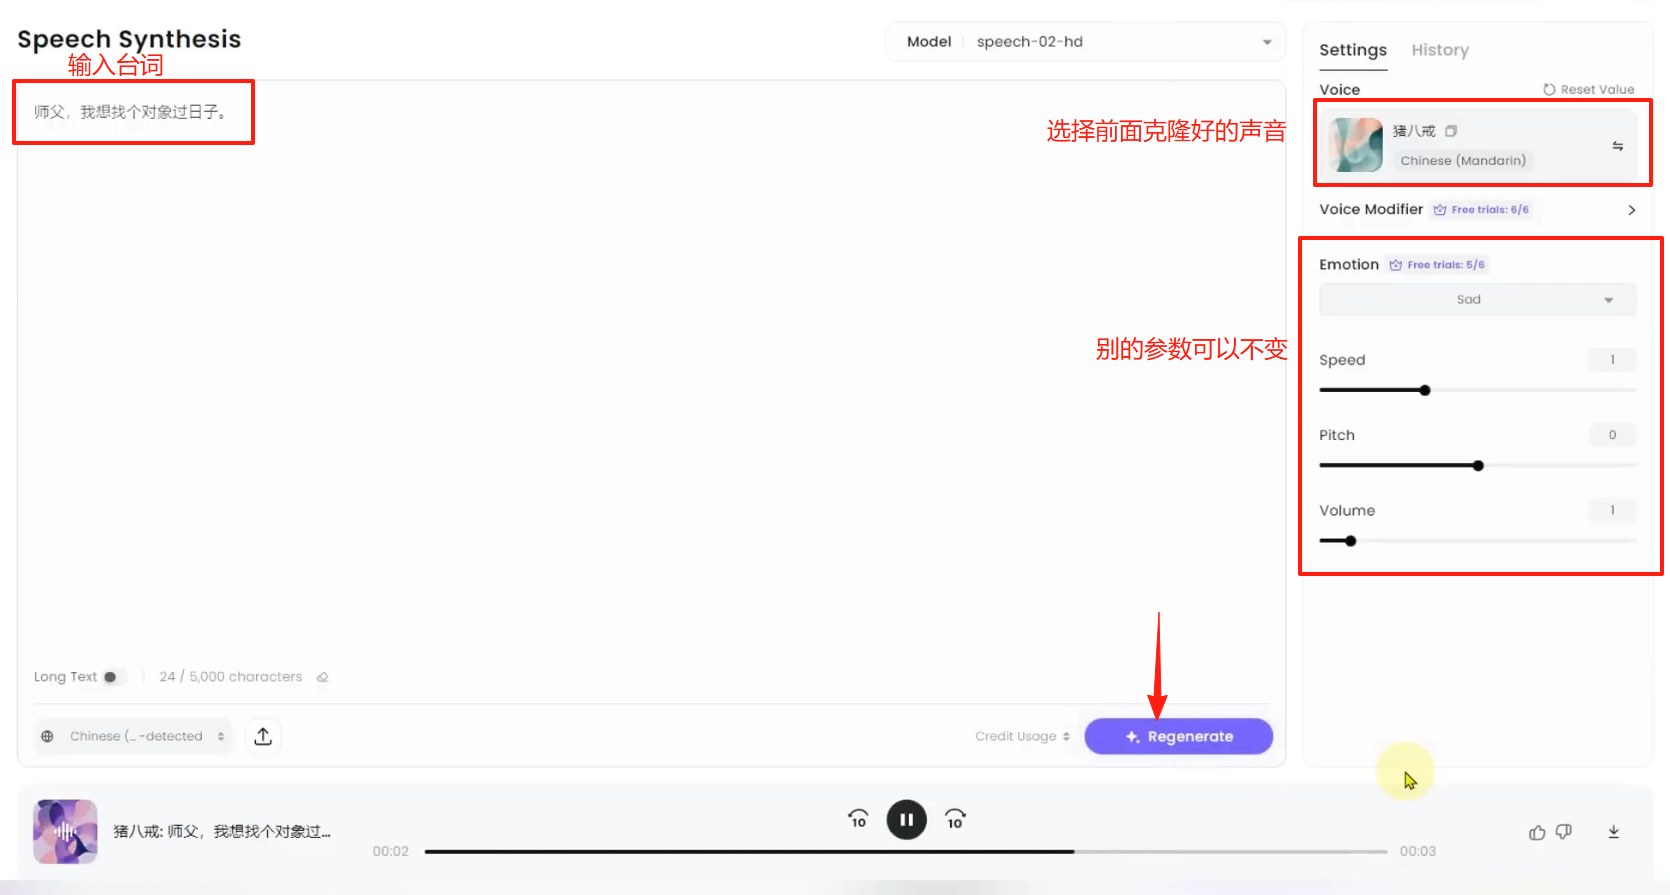 Speech Synthesis
输入台词
Model speech-02-hd
师父，我想找个对象过日子。
选择前面克隆好的声音
别的参数可以不变
Long Text 24 / 5,000 characters
Chinese (... -detected
Credit Usage
Regenerate
Settings History
Voice Reset Value
猪八戒
Chinese (Mandarin)
Voice Modifier Free trials: 6/6
Emotion Free trials: 5/6
Sad
Speed 1
Pitch 0
Volume 1
猪八戒: 师父，我想找个对象过...
10 10
00:02 00:03